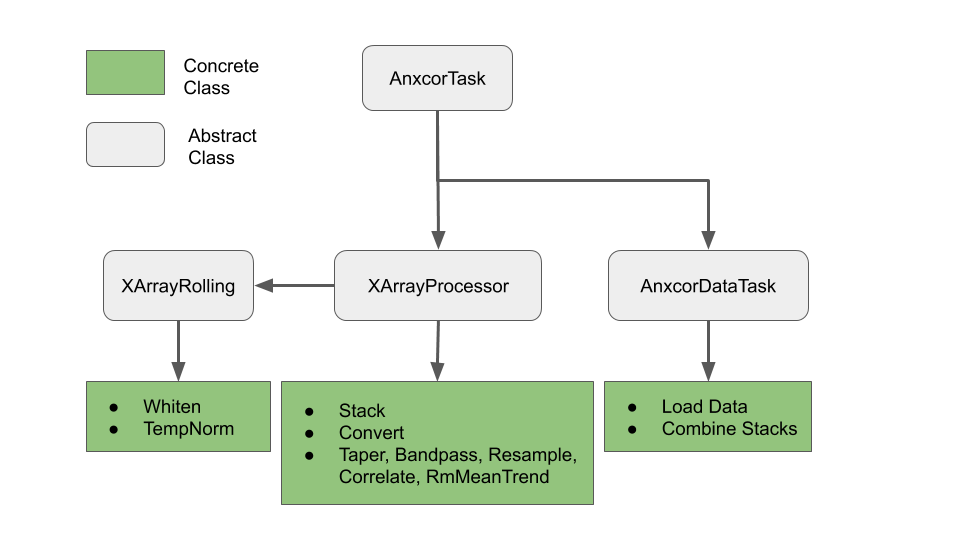 Concrete
Class
AnxcorTask
Abstract
Class
XArrayRolling
XArrayProcessor
AnxcorDataTask
● Whiten
● TempNorm
● Stack
● Convert
● Taper, Bandpass, Resample,
Correlate, RmMeanTrend
● Load Data
● Combine Stacks